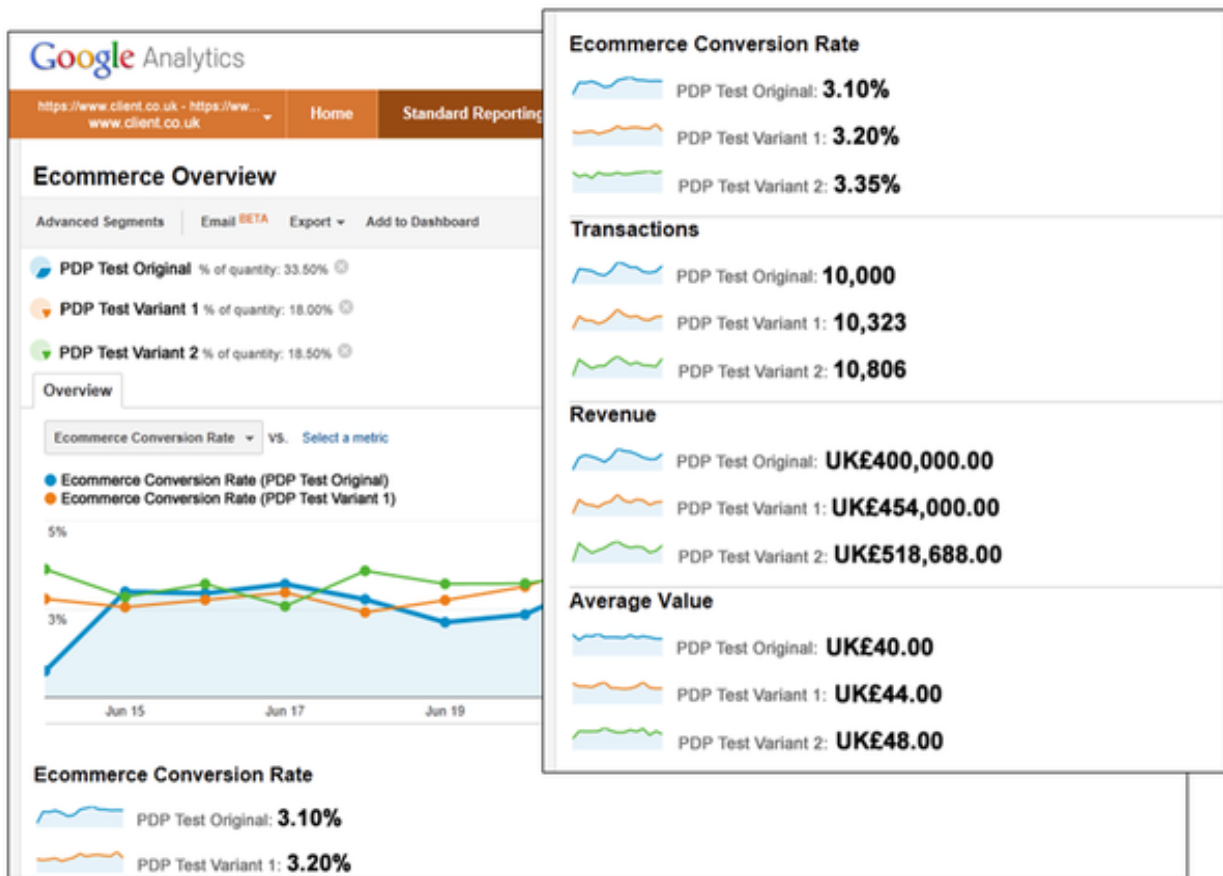 Google Analytics
https://www.client.co.uk - https://ww...
www.client.co.uk
Home
Standard Reporting
Ecommerce Overview
Advanced Segments
Email BETA
Export
Add to Dashboard
PDP Test Original % of quantity: 33.50%
PDP Test Variant 1 % of quantity: 18.00%
PDP Test Variant 2 % of quantity: 18.50%
Overview
Ecommerce Conversion Rate VS. Select a metric
Ecommerce Conversion Rate (PDP Test Original)
Ecommerce Conversion Rate (PDP Test Variant 1)
5%
3%
Jun 15
Jun 17
Jun 19
Ecommerce Conversion Rate
PDP Test Original: 3.10%
PDP Test Variant 1: 3.20%
Ecommerce Conversion Rate
PDP Test Original: 3.10%
PDP Test Variant 1: 3.20%
PDP Test Variant 2: 3.35%
Transactions
PDP Test Original: 10,000
PDP Test Variant 1: 10,323
PDP Test Variant 2: 10,806
Revenue
PDP Test Original: UK£400,000.00
PDP Test Variant 1: UK£454,000.00
PDP Test Variant 2: UK£518,688.00
Average Value
PDP Test Original: UK£40.00
PDP Test Variant 1: UK£44.00
PDP Test Variant 2: UK£48.00